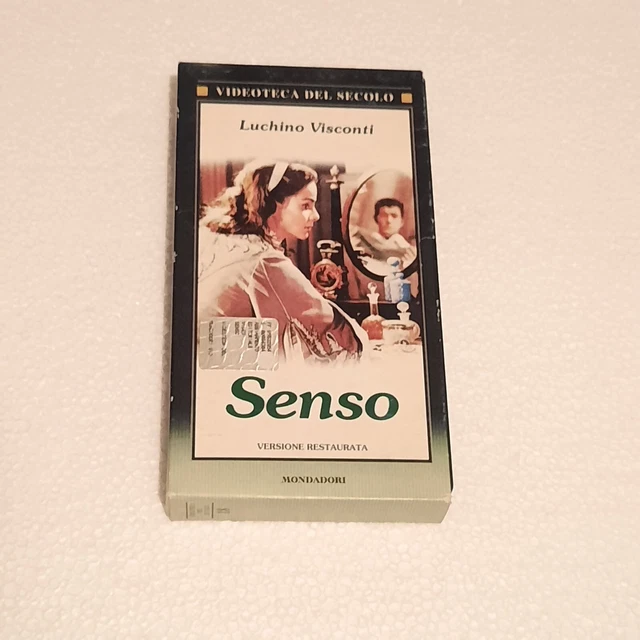 VIDEOTECA DEL SECOLO
Luchino Visconti
Senso
VERSIONE RESTAURATA
MONDADORI